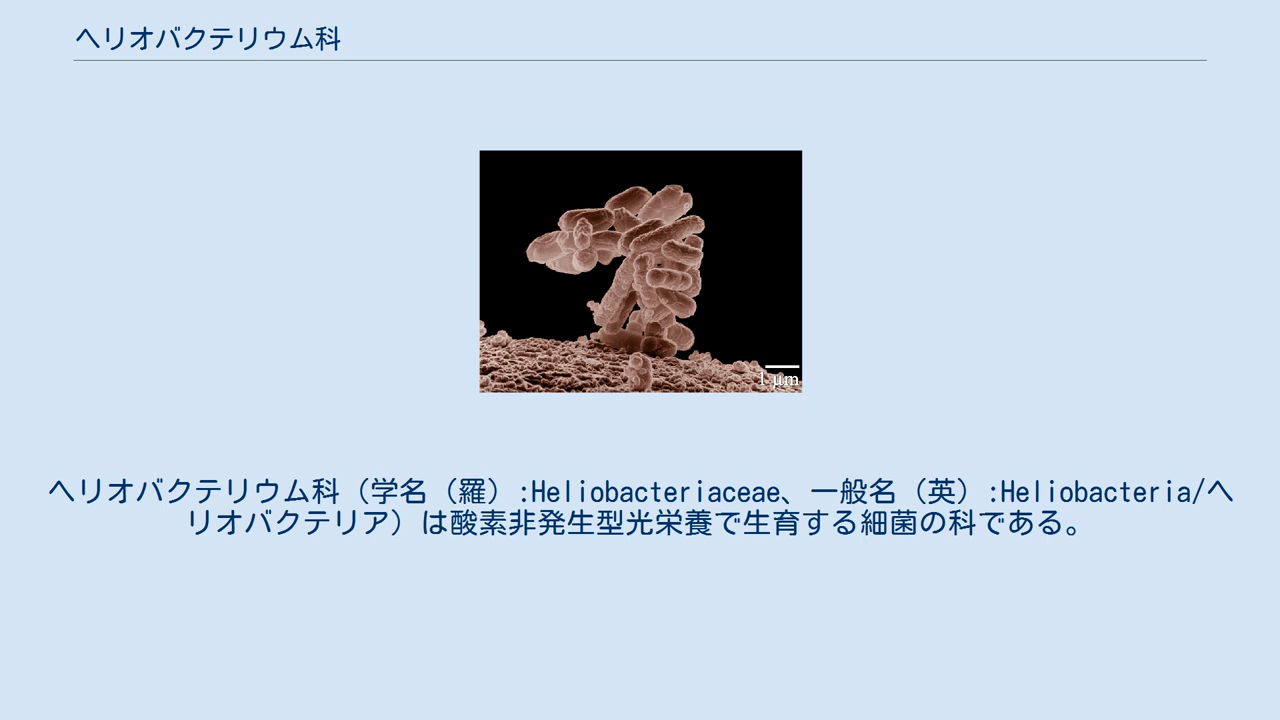 ヘリオバクテリウム科
1 μm
ヘリオバクテリウム科（学名（羅）:Heliobacteriaceae、一般名（英）:Heliobacteria/ヘ
リオバクテリア）は酸素非発生型光栄養で生育する細菌の科である。